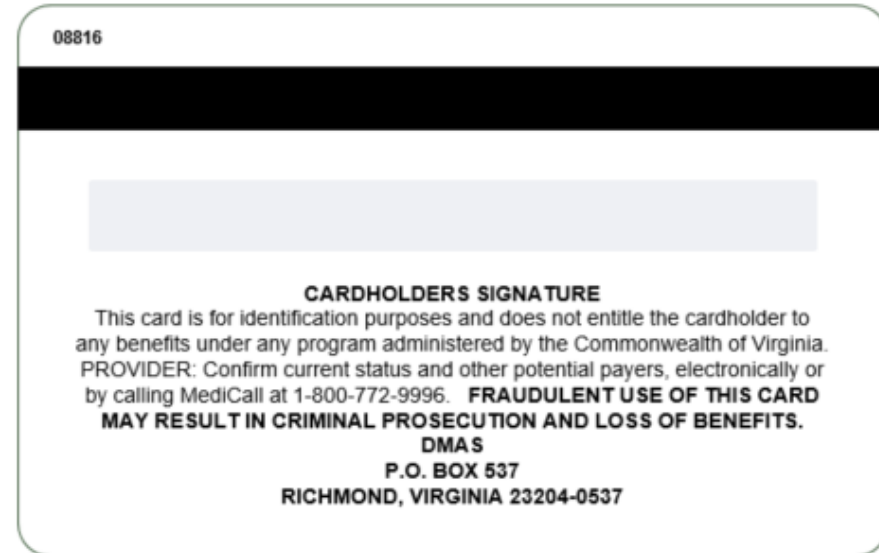 08816
CARDHOLDERS SIGNATURE
This card is for identification purposes and does not entitle the cardholder to
any benefits under any program administered by the Commonwealth of Virginia.
PROVIDER: Confirm current status and other potential payers, electronically or
by calling MediCall at 1-800-772-9996. FRAUDULENT USE OF THIS CARD
MAY RESULT IN CRIMINAL PROSECUTION AND LOSS OF BENEFITS.
DMAS
P.O. BOX 537
RICHMOND, VIRGINIA 23204-0537